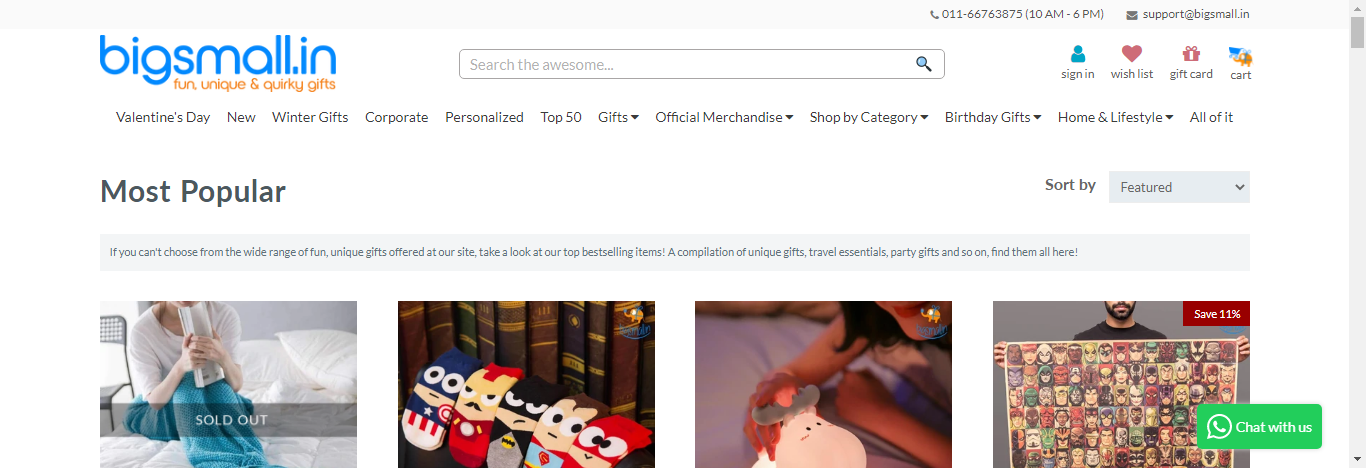 011-66763875 (10 AM - 6 PM) support@bigsmall.in
bigsmall.in
fun, unique & quirky gifts
Search the awesome...
sign in wish list gift card cart
Valentine's Day New Winter Gifts Corporate Personalized Top 50 Gifts Official Merchandise Shop by Category Birthday Gifts Home & Lifestyle All of it
Most Popular
Sort by Featured
If you can't choose from the wide range of fun, unique gifts offered at our site, take a look at our top bestselling items! A compilation of unique gifts, travel essentials, party gifts and so on, find them all here!
bigsmall.in
bigsmall.in
Save 11%
SOLD OUT
Chat with us